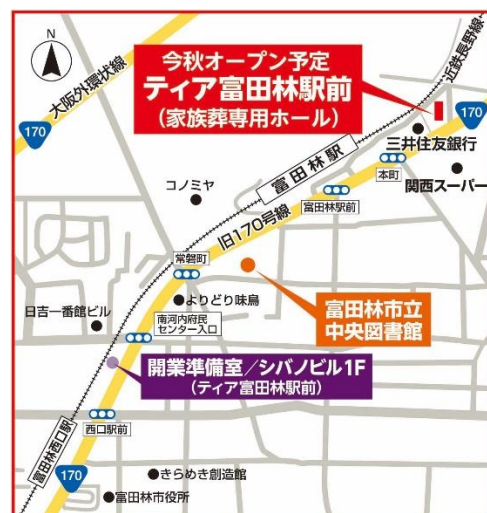 N
大阪外環状線
170
今秋オープン予定
ティア富田林駅前
（家族葬専用ホール）
近鉄長野線
170
三井住友銀行
関西スーパー
本町
富田林駅
富田林駅前
コノミヤ
旧170号線
常磐町
よりどり味鳥
富田林市立
中央図書館
日吉一番館ビル
南河内府民
センター入口
開業準備室／シバノビル1F
（ティア富田林駅前）
富田林西口駅
西口駅前
170
きらめき創造館
富田林市役所